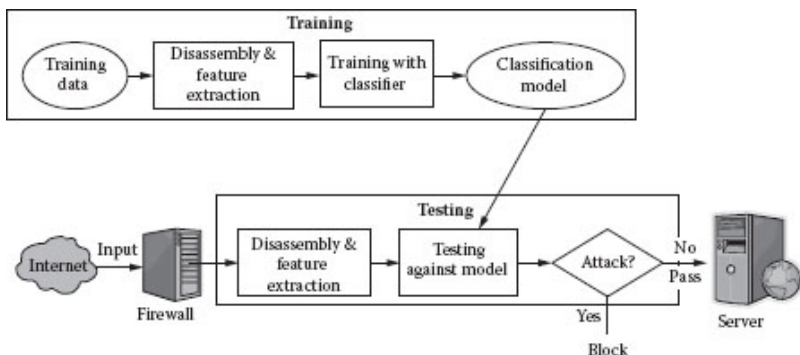 Training
Training
data
Disassembly &
feature
extraction
Training with
classifier
Classification
model
Testing
Internet
Input
Firewall
Disassembly &
feature
extraction
Testing
against model
Attack?
No
Pass
Yes
Block
Server